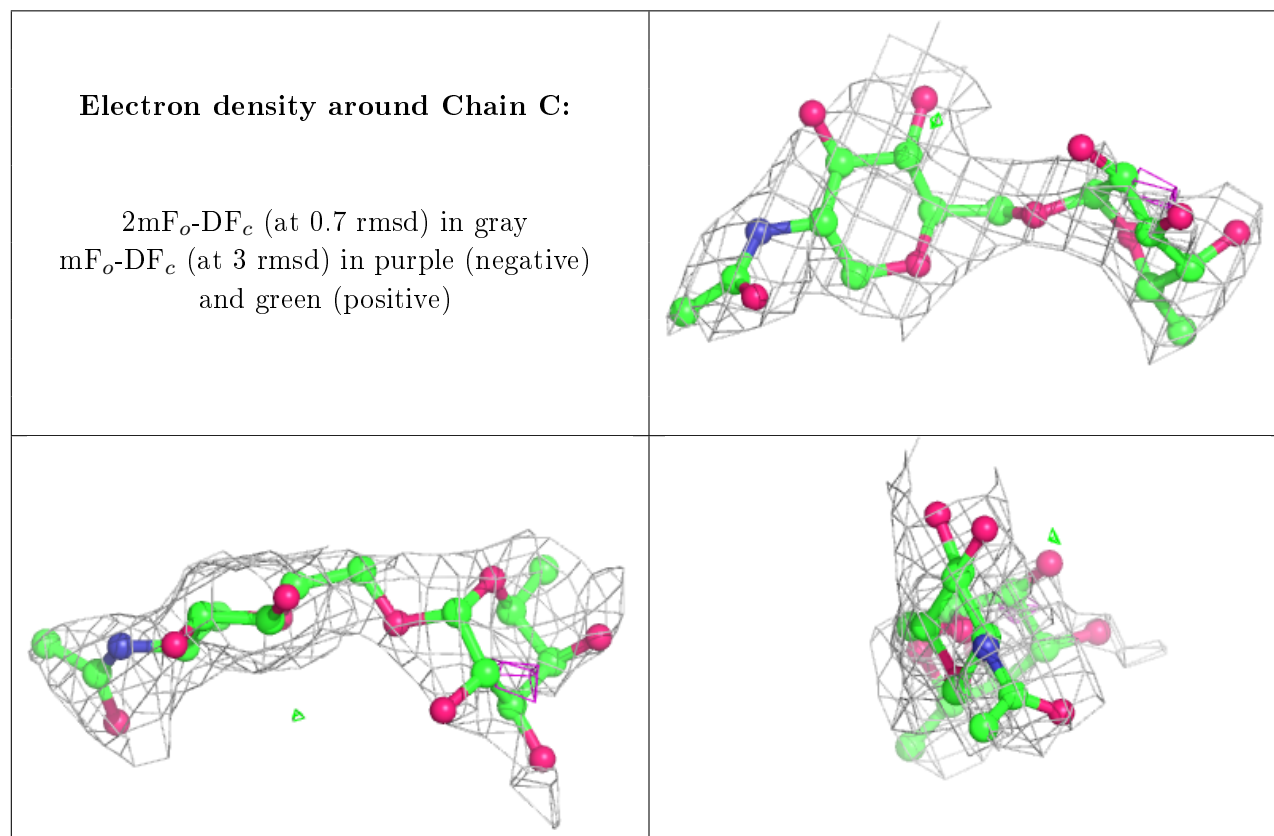 Electron density around Chain C:
2mFo-DFc (at 0.7 rmsd) in gray
mFo-DFc (at 3 rmsd) in purple (negative)
and green (positive)